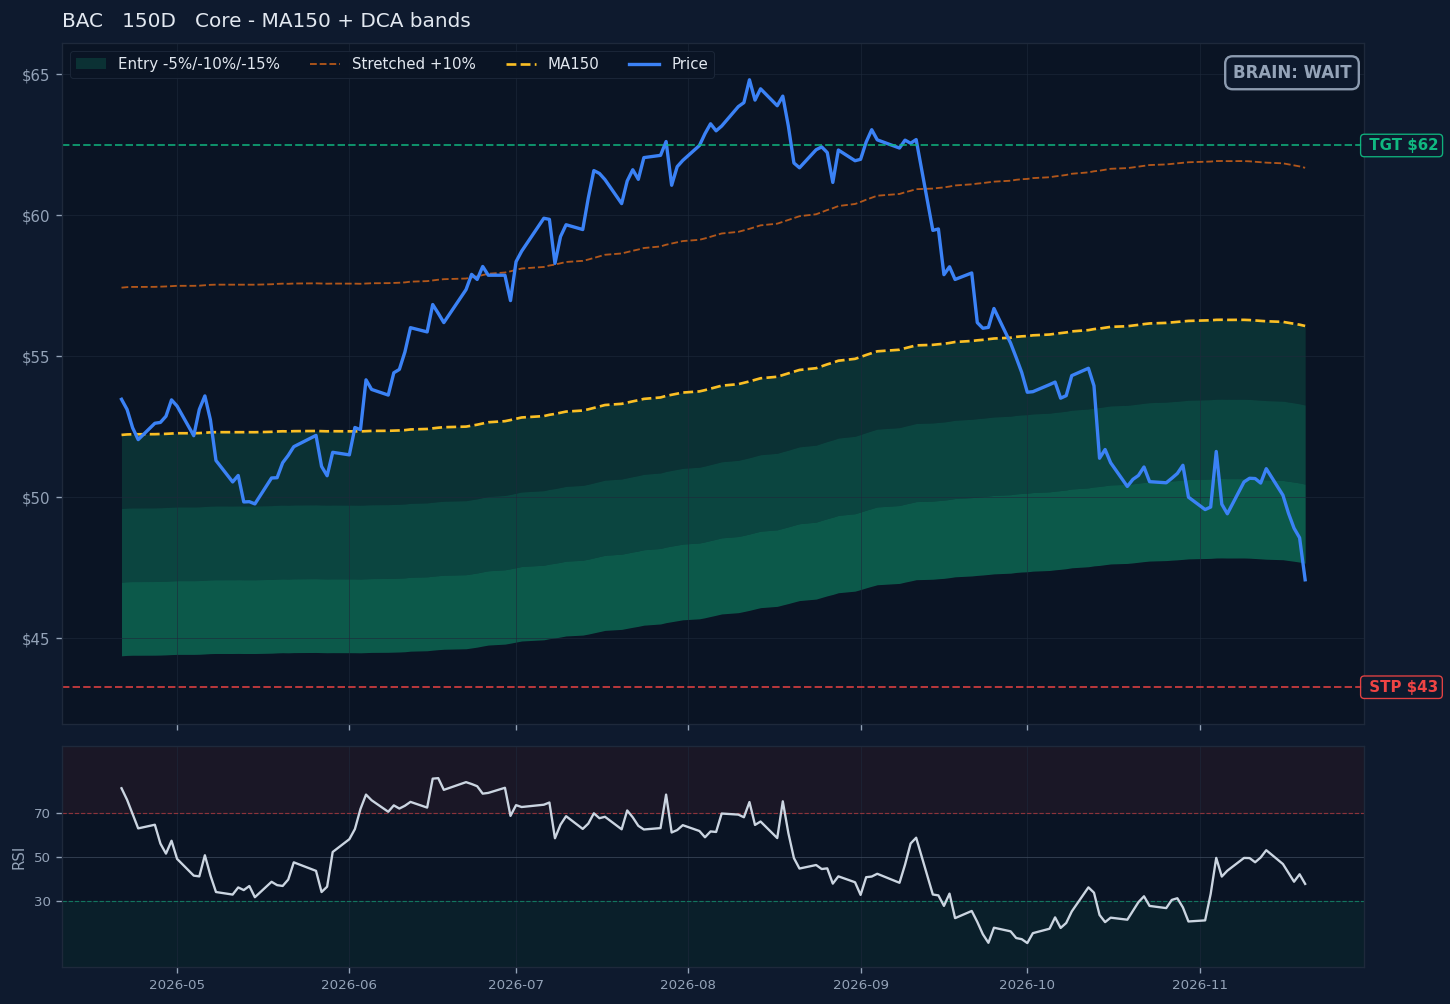 BAC   150D   Core - MA150 + DCA bands
Entry -5%/-10%/-15%   Stretched +10%   MA150   Price
BRAIN: WAIT
$65
TGT $62
$60
$55
$50
$45
STP $43
70
50
30
RSI
2026-05   2026-06   2026-07   2026-08   2026-09   2026-10   2026-11